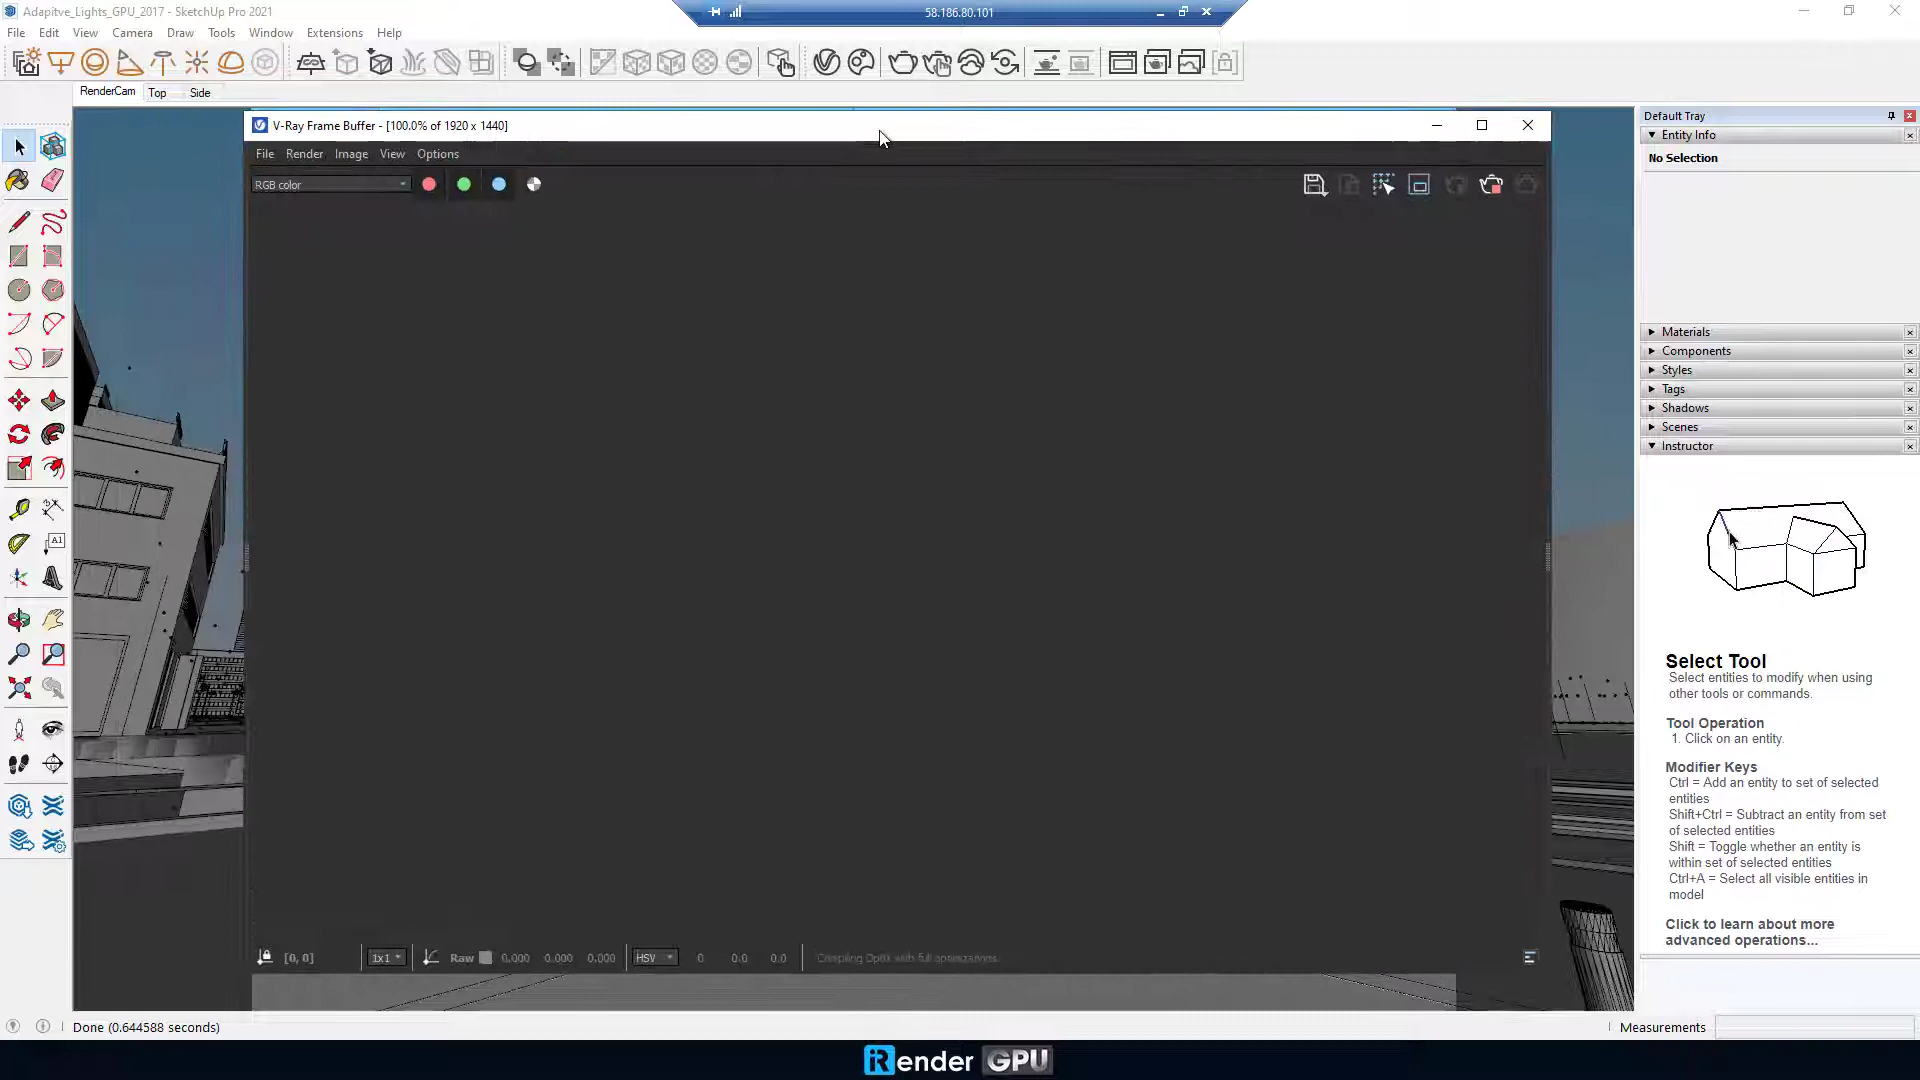 Adapitve_Lights_GPU_2017 - SketchUp Pro 2021
58.186.80.101
File Edit View Camera Draw Tools Window Extensions Help
RenderCam Top Side
V-Ray Frame Buffer - [100.0% of 1920 x 1440]
File Render Image View Options
RGB color
[0, 0] 1x1 Raw 0.000 0.000 0.000 HSV 0 0.0 0.0 Compiling OptiX with full optimizations.
Default Tray
Entity Info
No Selection
Materials
Components
Styles
Tags
Shadows
Scenes
Instructor
Select Tool
Select entities to modify when using
other tools or commands.
Tool Operation
1. Click on an entity.
Modifier Keys
Ctrl = Add an entity to set of selected
entities
Shift+Ctrl = Subtract an entity from set
of selected entities
Shift = Toggle whether an entity is
within set of selected entities
Ctrl+A = Select all visible entities in
model
Click to learn about more
advanced operations...
A1
Done (0.644588 seconds)
Measurements
iRender GPU